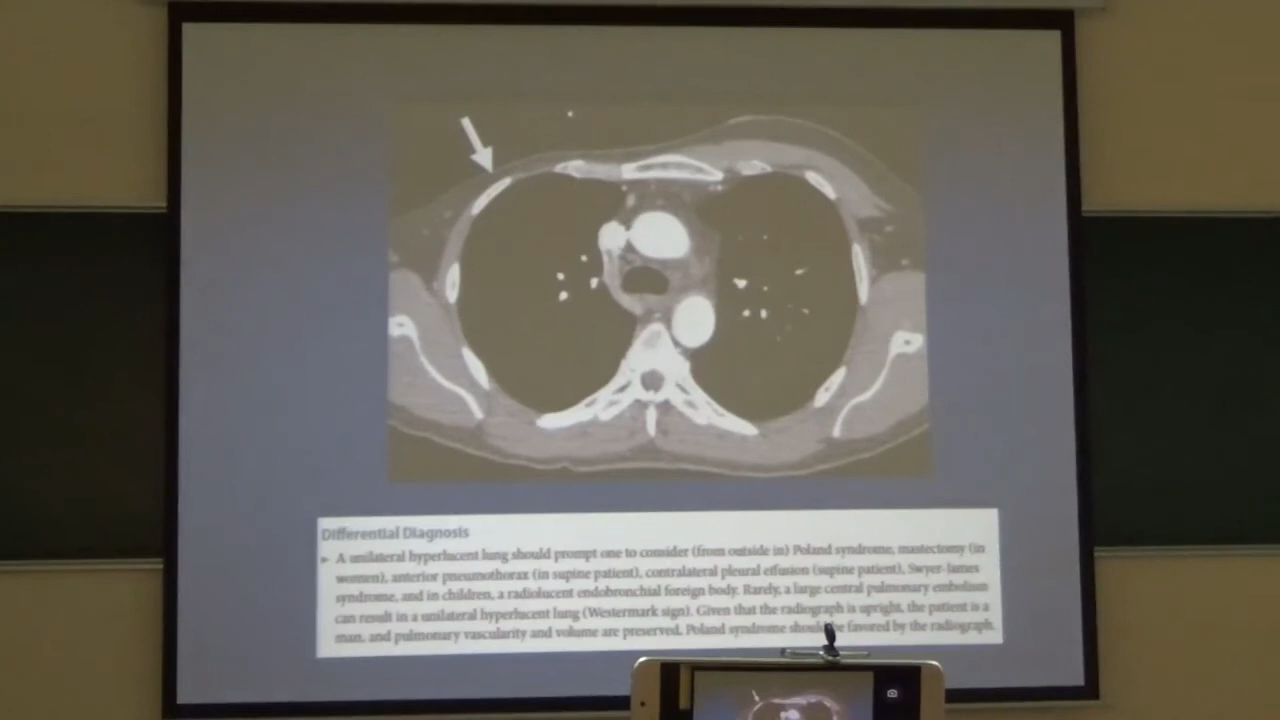 Differential Diagnosis
► A unilateral hyperlucent lung should prompt one to consider (from outside in) Poland syndrome, mastectomy (in
women), anterior pneumothorax (in supine patient), contralateral pleural effusion (supine patient), Swyer-James
syndrome, and in children, a radiolucent endobronchial foreign body. Rarely, a large central pulmonary embolism
can result in a unilateral hyperlucent lung (Westermark sign). Given that the radiograph is upright, the patient is a
man, and pulmonary vascularity and volume are preserved, Poland syndrome should be favored by the radiograph.